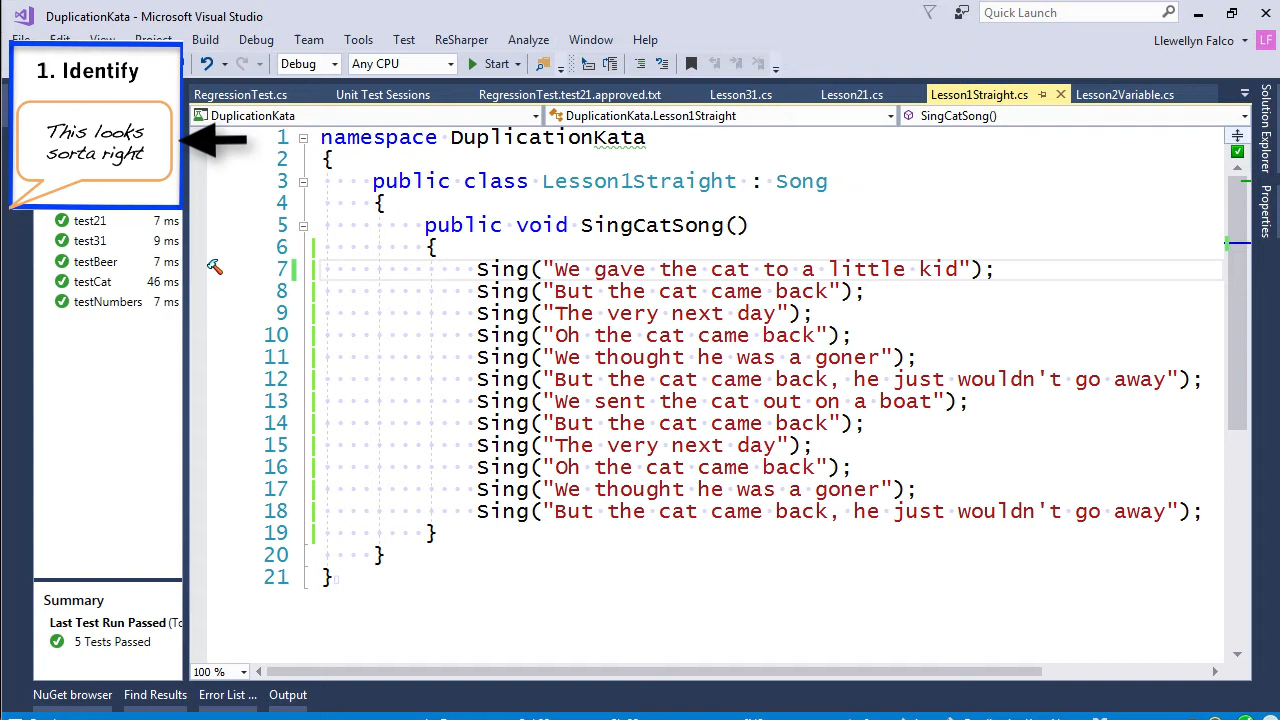 DuplicationKata - Microsoft Visual Studio
Quick Launch
File Edit View Project Build Debug Team Tools Test ReSharper Analyze Window Help
Llewellyn Falco LF
Debug Any CPU Start
1. Identify
This looks
sorta right
RegressionTest.cs Unit Test Sessions RegressionTest.test21.approved.txt Lesson31.cs Lesson21.cs Lesson1Straight.cs Lesson2Variable.cs
DuplicationKata DuplicationKata.Lesson1Straight SingCatSong()
1 namespace DuplicationKata
2 {
3 public class Lesson1Straight : Song
4 {
5 public void SingCatSong()
6 {
7 Sing("We gave the cat to a little kid");
8 Sing("But the cat came back");
9 Sing("The very next day");
10 Sing("Oh the cat came back");
11 Sing("We thought he was a goner");
12 Sing("But the cat came back, he just wouldn't go away");
13 Sing("We sent the cat out on a boat");
14 Sing("But the cat came back");
15 Sing("The very next day");
16 Sing("Oh the cat came back");
17 Sing("We thought he was a goner");
18 Sing("But the cat came back, he just wouldn't go away");
19 }
20 }
21 }
test21 7 ms
test31 9 ms
testBeer 7 ms
testCat 46 ms
testNumbers 7 ms
Summary
Last Test Run Passed (To
5 Tests Passed
100 %
NuGet browser Find Results Error List ... Output
Solution Explorer
Properties